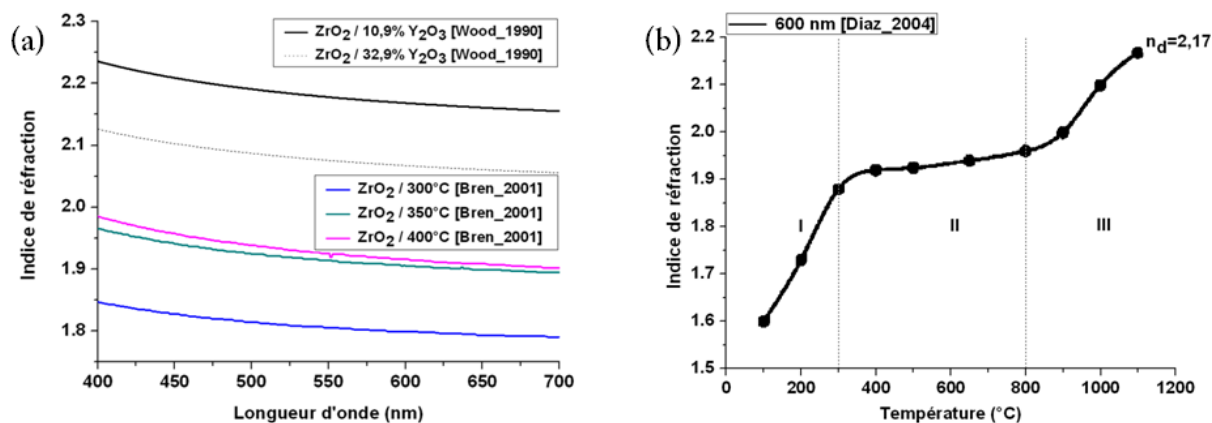 (a)
2.3
2.2
2.1
2.0
1.9
1.8
Indice de réfraction
ZrO2 / 10,9% Y2O3 [Wood_1990]
ZrO2 / 32,9% Y2O3 [Wood_1990]
ZrO2 / 300°C [Bren_2001]
ZrO2 / 350°C [Bren_2001]
ZrO2 / 400°C [Bren_2001]
400 450 500 550 600 650 700
Longueur d'onde (nm)
(b)
600 nm [Diaz_2004]
nd=2,17
2.2
2.1
2.0
1.9
1.8
1.7
1.6
1.5
Indice de réfraction
I II III
0 200 400 600 800 1000 1200
Température (°C)